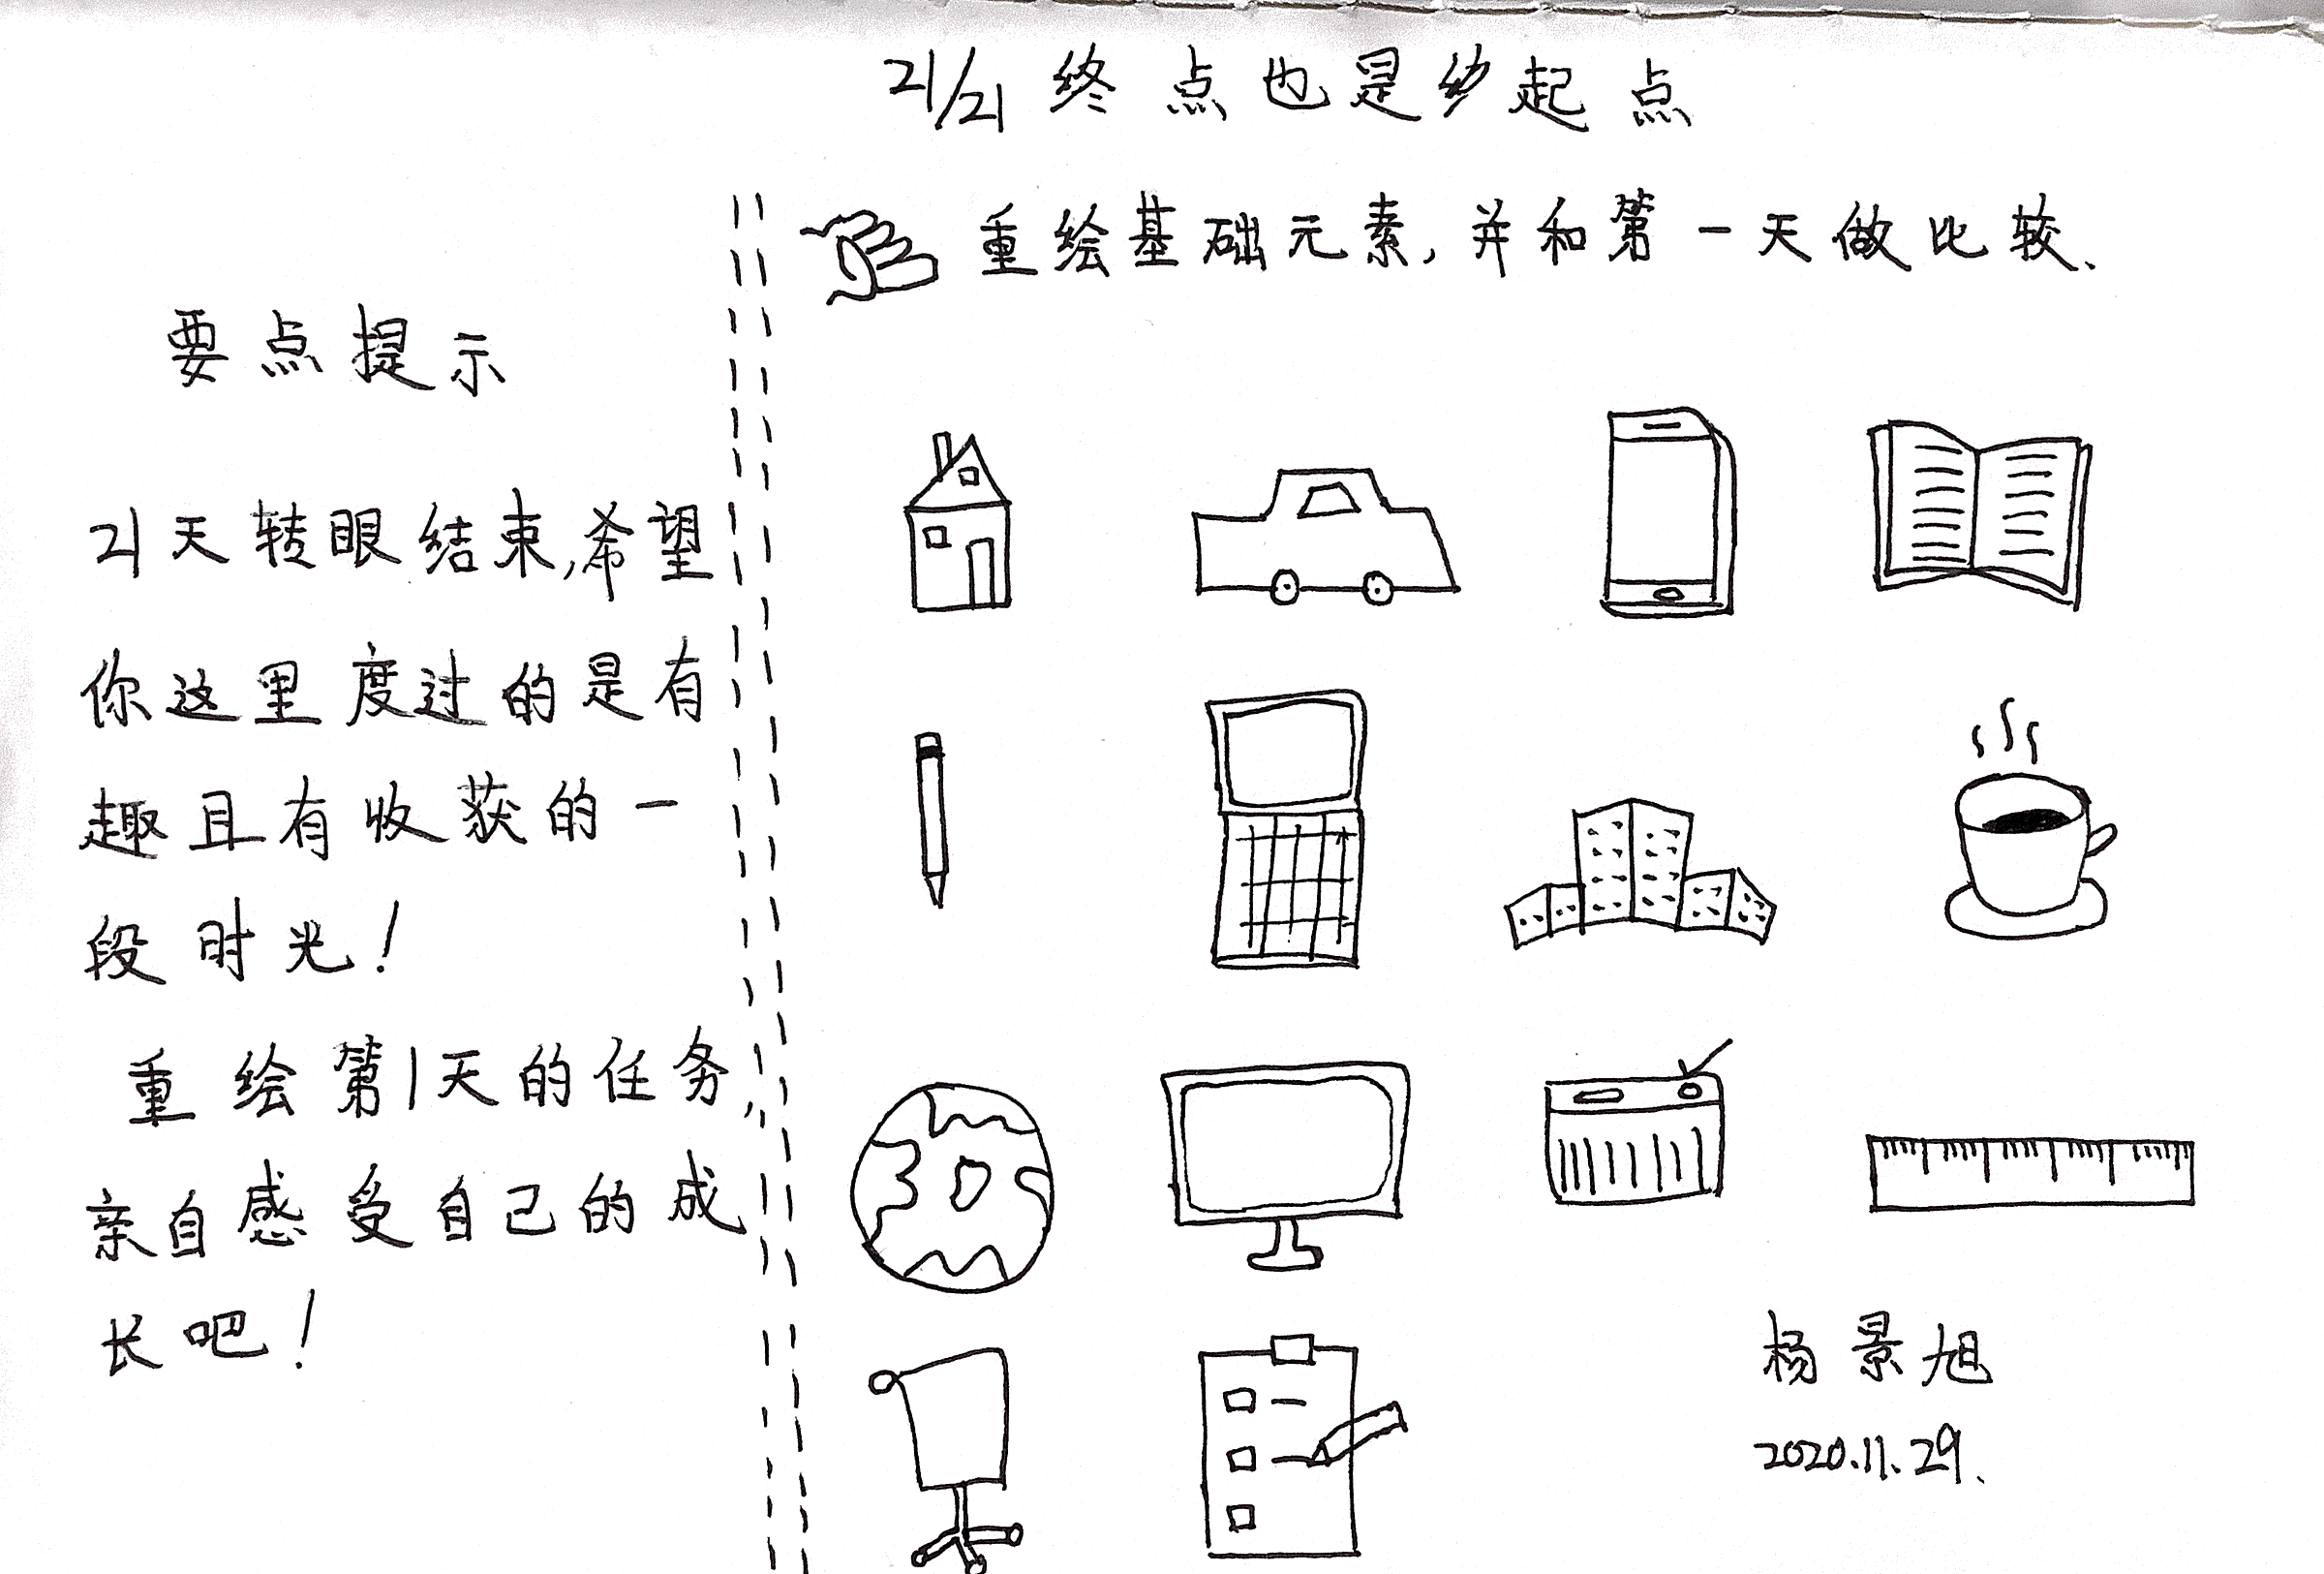 21/21 终点也是 起点
重绘基础元素,并和第一天做比较、
要点提示
21天转眼结束,希望
你这里度过的是有
趣且有收获的一
段时光!
重绘第1天的任务,
亲自感受自己的成
长吧!
杨景旭
2020.11.29.